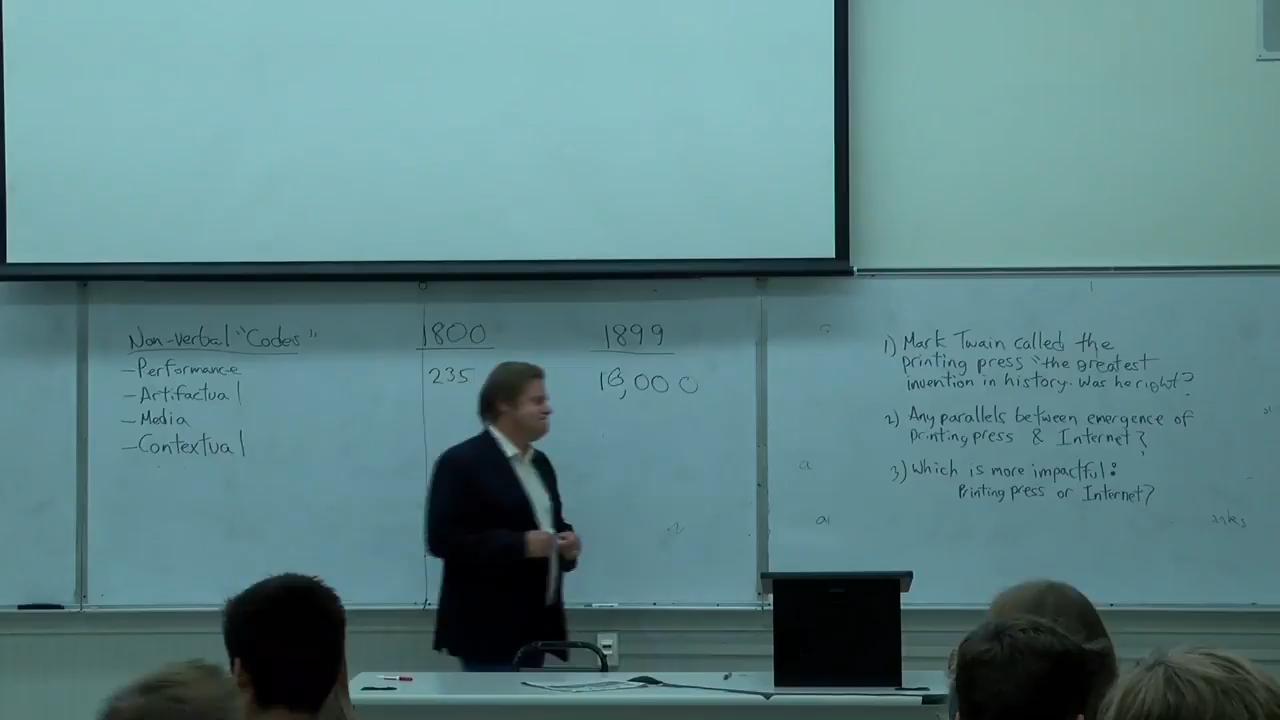 Non-verbal "Codes"
-Performance
-Artifactual
-Media
-Contextual
1800
235
1899
16,000
1) Mark Twain called the
printing press "the greatest
invention in history. Was he right?
2) Any parallels between emergence of
Printing press & Internet?
3) Which is more impactful:
Printing press or Internet?